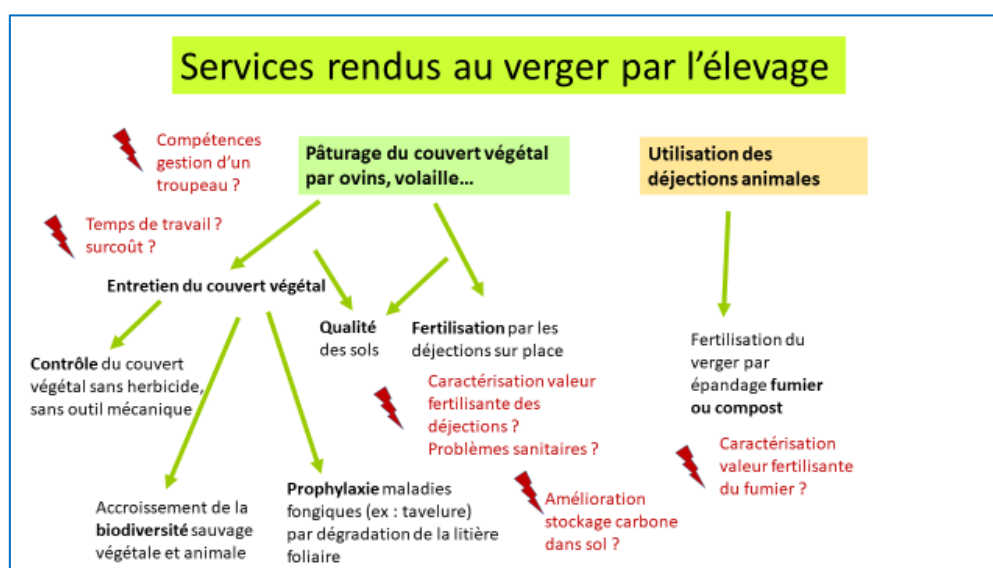 Services rendus au verger par l'élevage
Compétences
gestion d'un
troupeau ?
Pâturage du couvert végétal
par ovins, volaille...
Utilisation des
déjections animales
Temps de travail ?
surcoût ?
Entretien du couvert végétal
Qualité
des sols
Fertilisation par les
déjections sur place
Fertilisation du
verger par
épandage fumier
ou compost
Contrôle du couvert
végétal sans herbicide,
sans outil mécanique
Caractérisation valeur
fertilisante des
déjections ?
Problèmes sanitaires ?
Caractérisation
valeur fertilisante
du fumier ?
Accroissement de la
biodiversité sauvage
végétale et animale
Prophylaxie maladies
fongiques (ex : tavelure)
par dégradation de la litière
foliaire
Amélioration
stockage carbone
dans sol ?